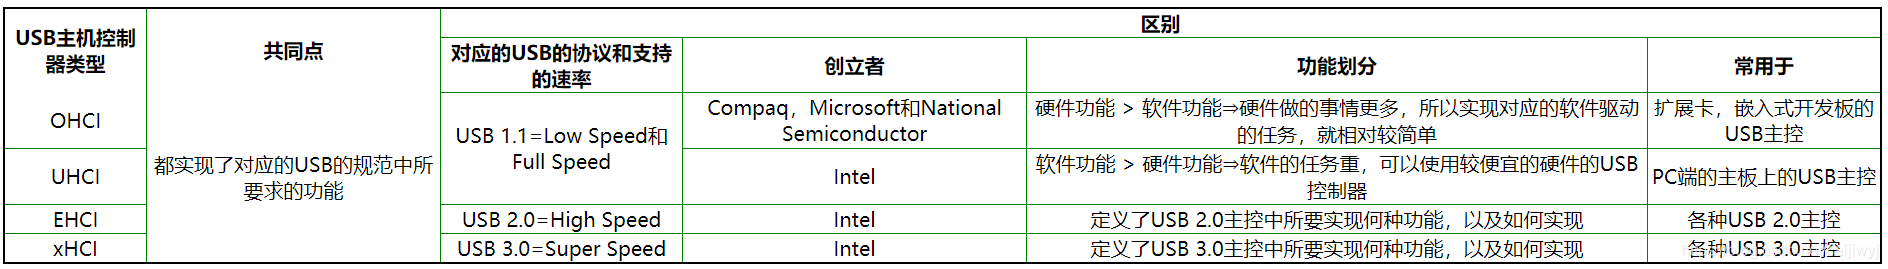 USB主机控制
器类型
共同点
区别
对应的USB的协议和支持
的速率
创立者
功能划分
常用于
OHCI
都实现了对应的USB的规范中所
要求的功能
USB 1.1=Low Speed和
Full Speed
Compaq，Microsoft和National
Semiconductor
硬件功能 > 软件功能⇒硬件做的事情更多，所以实现对应的软件驱动
的任务，就相对较简单
扩展卡，嵌入式开发板的
USB主控
UHCI
Intel
软件功能 > 硬件功能⇒软件的任务重，可以使用较便宜的硬件的USB
控制器
PC端的主板上的USB主控
EHCI
USB 2.0=High Speed
Intel
定义了USB 2.0主控中所要实现何种功能，以及如何实现
各种USB 2.0主控
xHCI
USB 3.0=Super Speed
Intel
定义了USB 3.0主控中所要实现何种功能，以及如何实现
各种USB 3.0主控